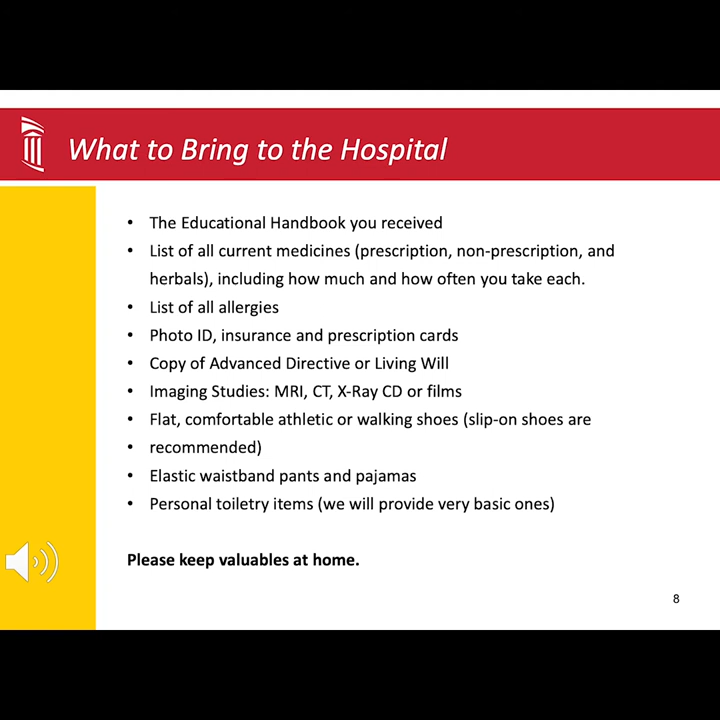 What to Bring to the Hospital
• The Educational Handbook you received
• List of all current medicines (prescription, non-prescription, and
herbals), including how much and how often you take each.
• List of all allergies
• Photo ID, insurance and prescription cards
• Copy of Advanced Directive or Living Will
• Imaging Studies: MRI, CT, X-Ray CD or films
• Flat, comfortable athletic or walking shoes (slip-on shoes are
• recommended)
• Elastic waistband pants and pajamas
• Personal toiletry items (we will provide very basic ones)
Please keep valuables at home.
8